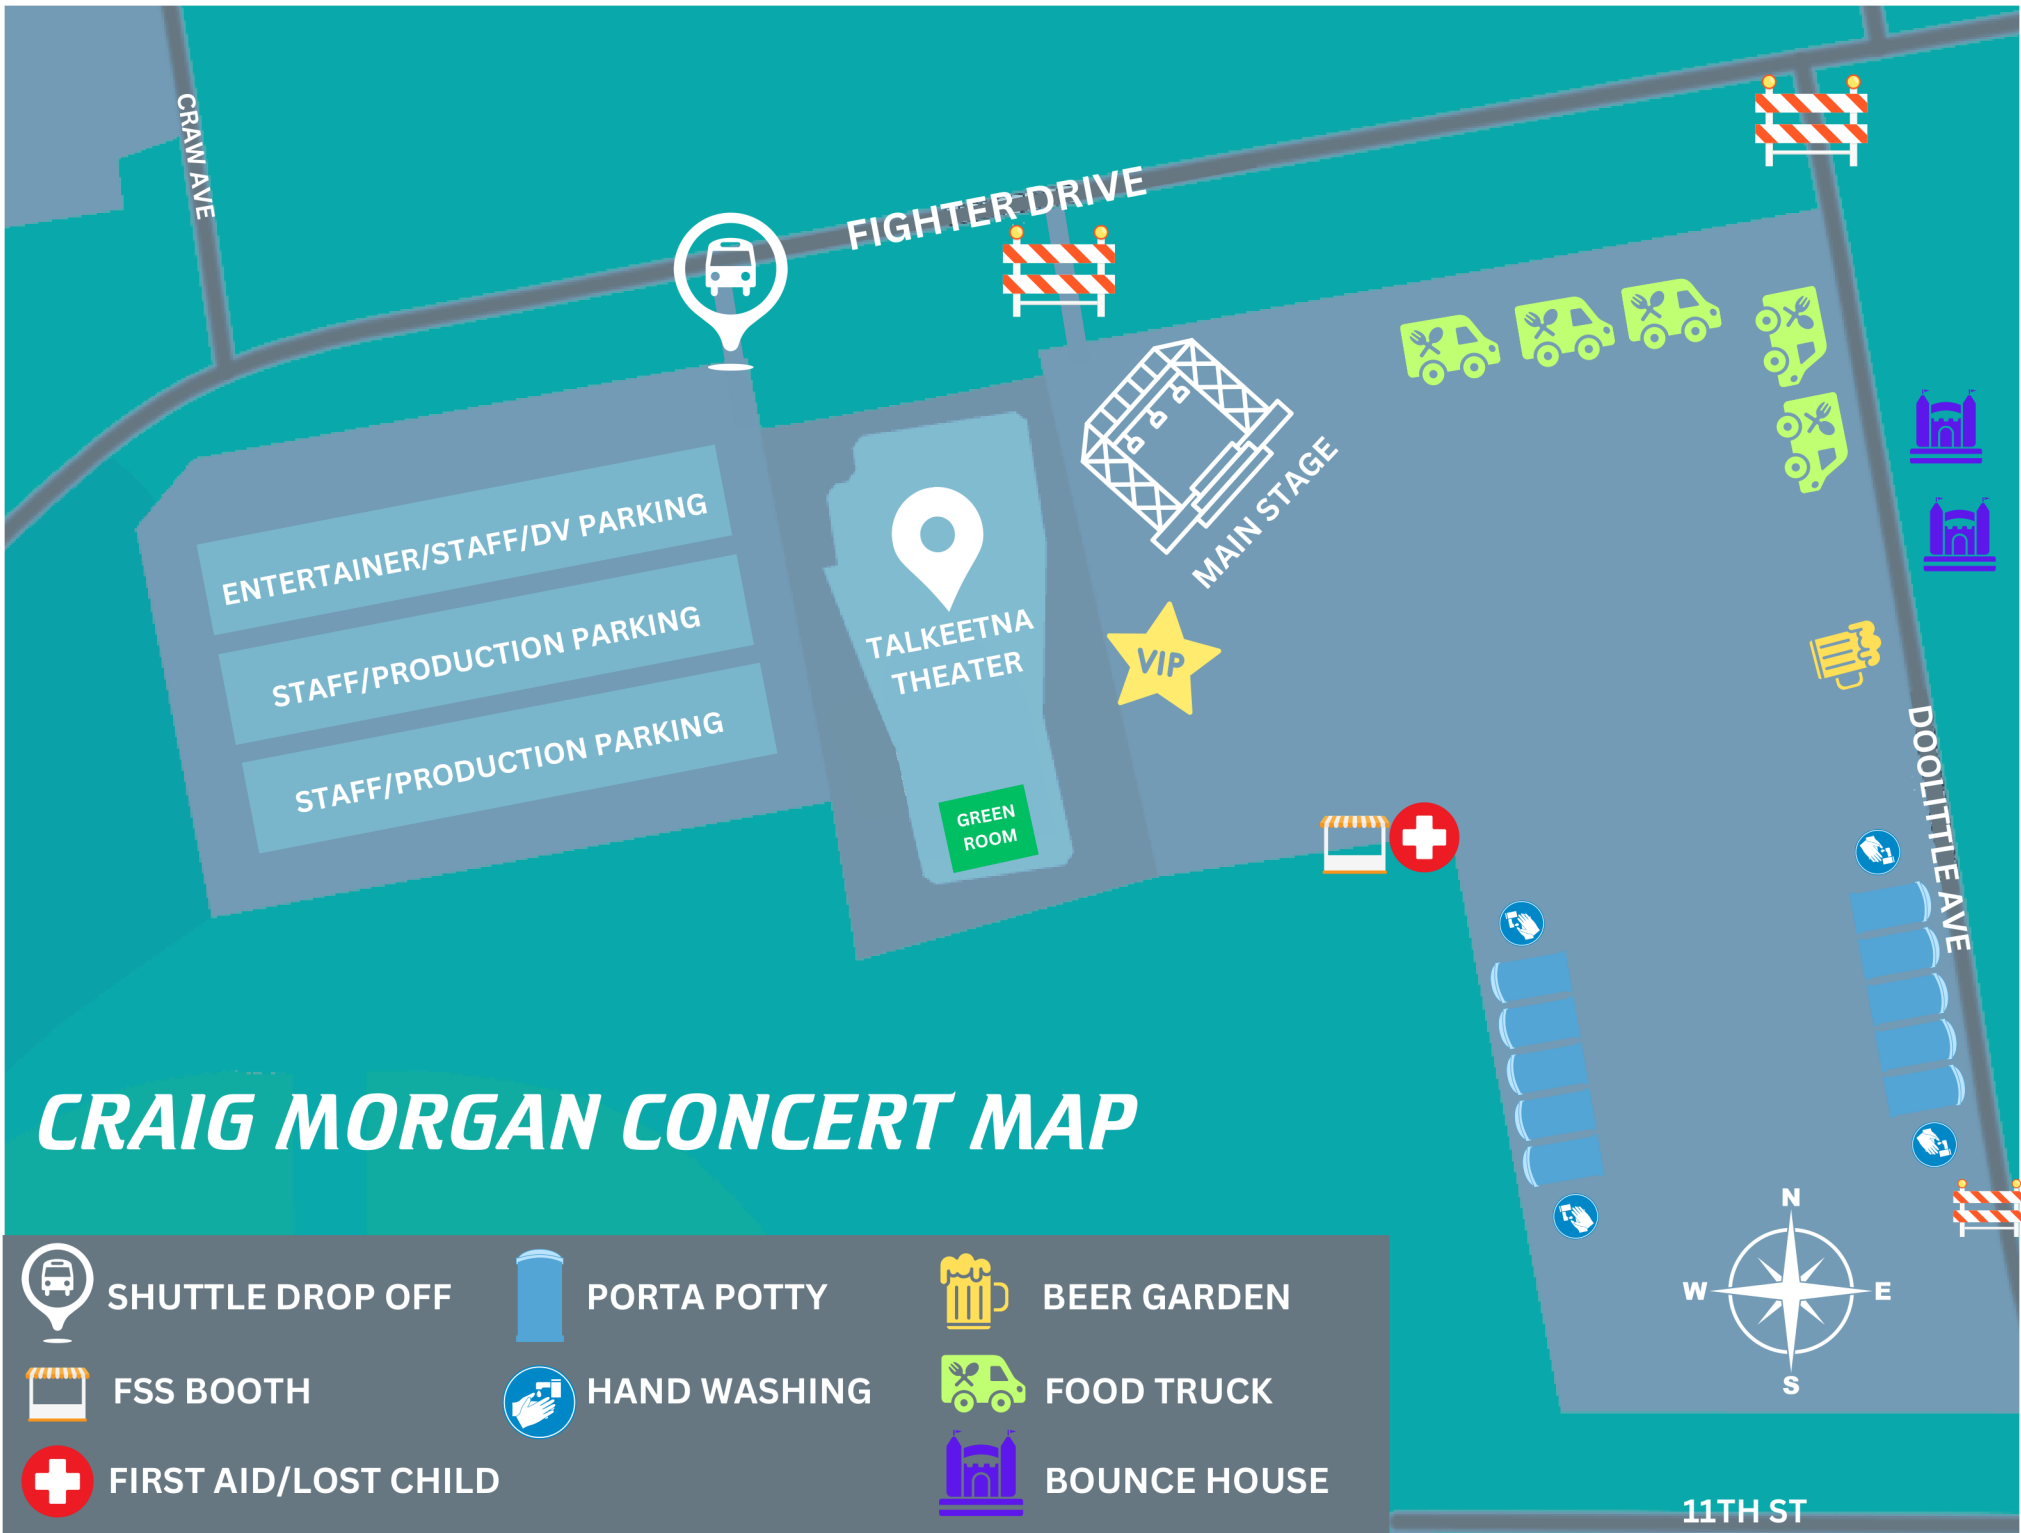 CRAW AVE
FIGHTER DRIVE
MAIN STAGE
ENTERTAINER/STAFF/DV PARKING
STAFF/PRODUCTION PARKING
STAFF/PRODUCTION PARKING
TALKEETNA
THEATER
VIP
GREEN
ROOM
DOOLITTLE AVE
CRAIG MORGAN CONCERT MAP
N
W
E
S
SHUTTLE DROP OFF
PORTA POTTY
BEER GARDEN
FSS BOOTH
HAND WASHING
FOOD TRUCK
FIRST AID/LOST CHILD
BOUNCE HOUSE
11TH ST